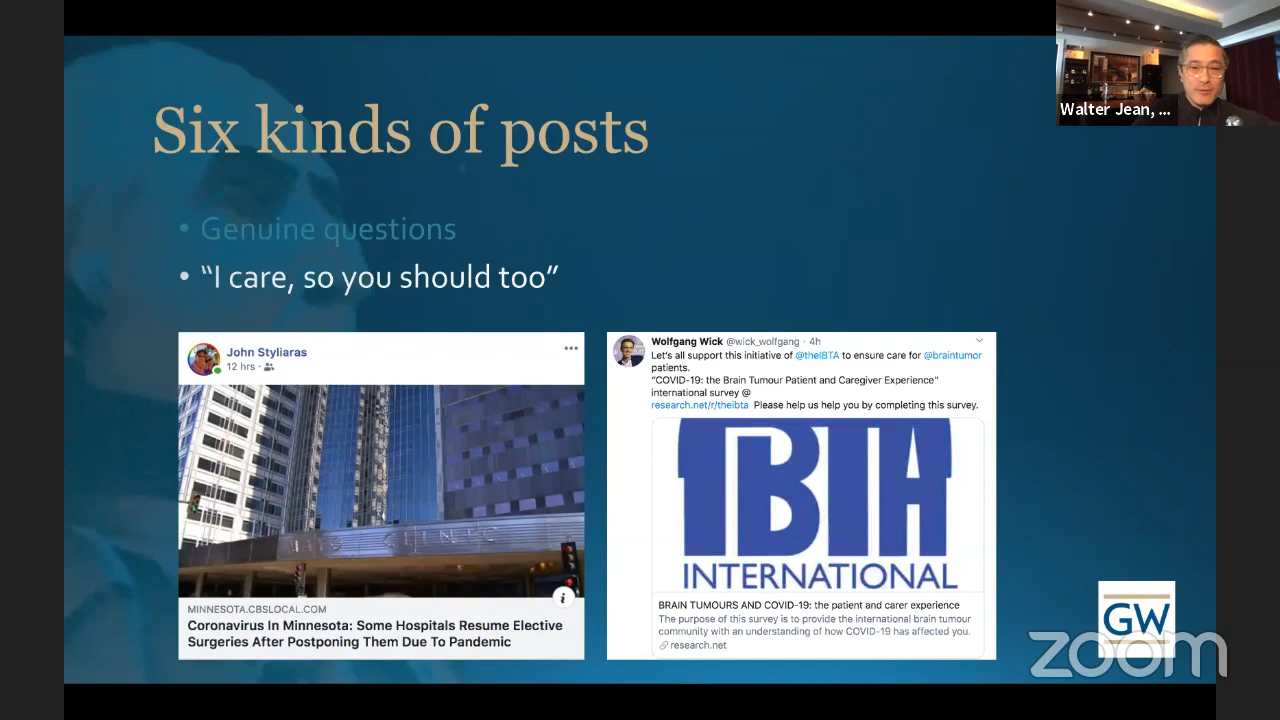 Walter Jean, ...
Six kinds of posts
• Genuine questions
• “I care, so you should too”
John Styliaras
12 hrs ·
MINNESOTA.CBSLOCAL.COM
Coronavirus In Minnesota: Some Hospitals Resume Elective
Surgeries After Postponing Them Due To Pandemic
Wolfgang Wick @wick_wolfgang · 4h
Let's all support this initiative of @theIBTA to ensure care for @braintumor
patients.
“COVID-19: the Brain Tumour Patient and Caregiver Experience”
international survey @
research.net/r/theibta Please help us help you by completing this survey.
IBTA
INTERNATIONAL
BRAIN TUMOURS AND COVID-19: the patient and carer experience
The purpose of this survey is to provide the international brain tumour
community with an understanding of how COVID-19 has affected you.
research.net
GW
zoom